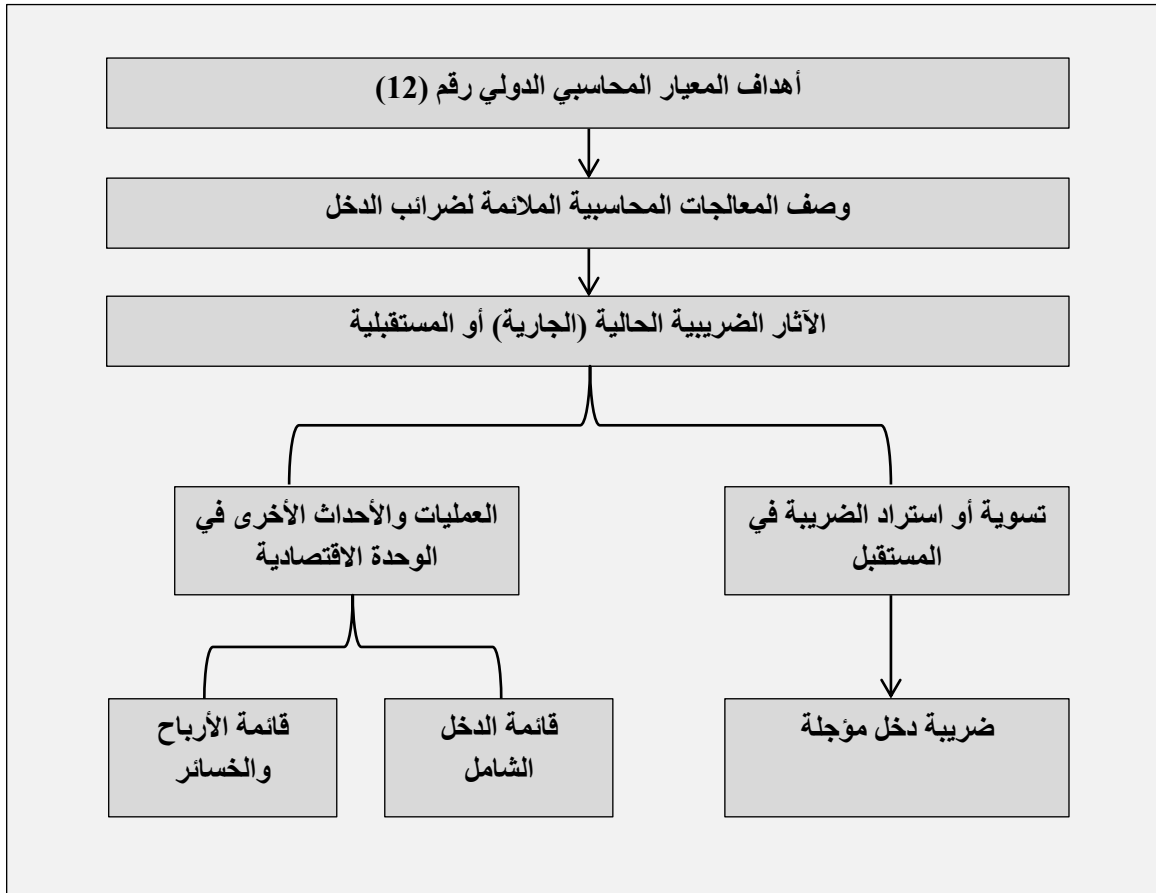 أهداف المعيار المحاسبي الدولي رقم (12)
وصف المعالجات المحاسبية الملائمة لضرائب الدخل
الآثار الضريبية الحالية (الجارية) أو المستقبلية
تسوية أو استراد الضريبة في
المستقبل
العمليات والأحداث الأخرى في
الوحدة الاقتصادية
ضريبة دخل مؤجلة
قائمة الدخل
الشامل
قائمة الأرباح
والخسائر